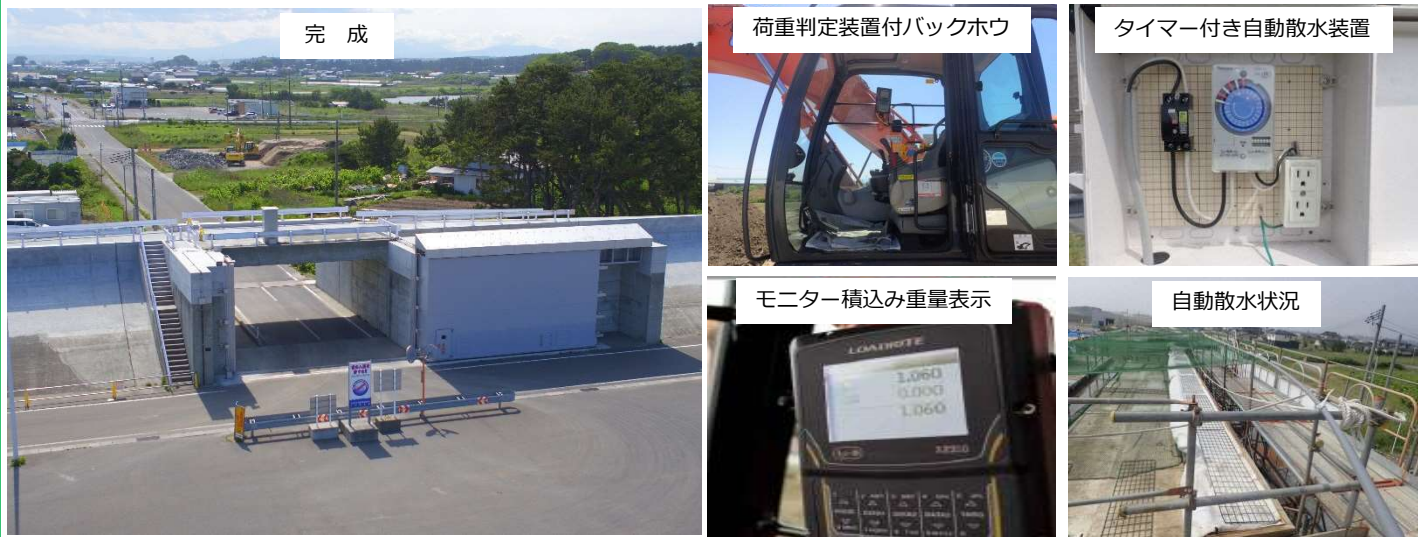 完 成
荷重判定装置付バックホウ
タイマー付き自動散水装置
モニター積込み重量表示
LOADRITE
1.060
0.000
1.060
自動散水状況